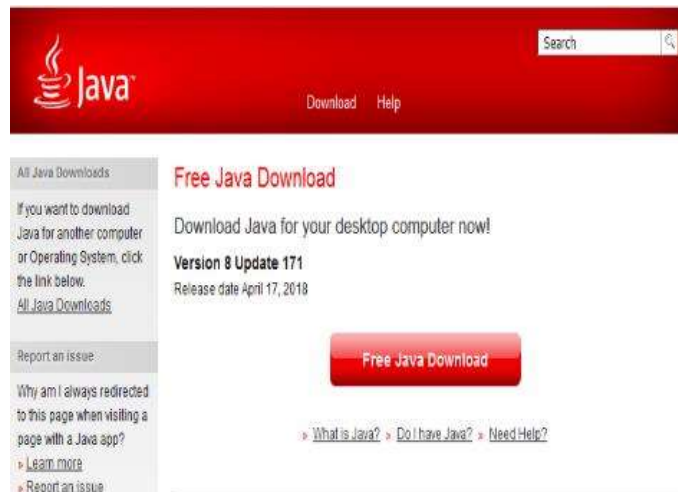 Java
Search
Download Help
All Java Downloads
If you want to download
Java for another computer
or Operating System, click
the link below.
All Java Downloads
Report an issue
Why am I always redirected
to this page when visiting a
page with a Java app?
» Learn more
» Report an issue
Free Java Download
Download Java for your desktop computer now!
Version 8 Update 171
Release date April 17, 2018
Free Java Download
» What is Java? » Do I have Java? » Need Help?